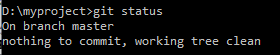 D:\myproject>git status
On branch master
nothing to commit, working tree clean